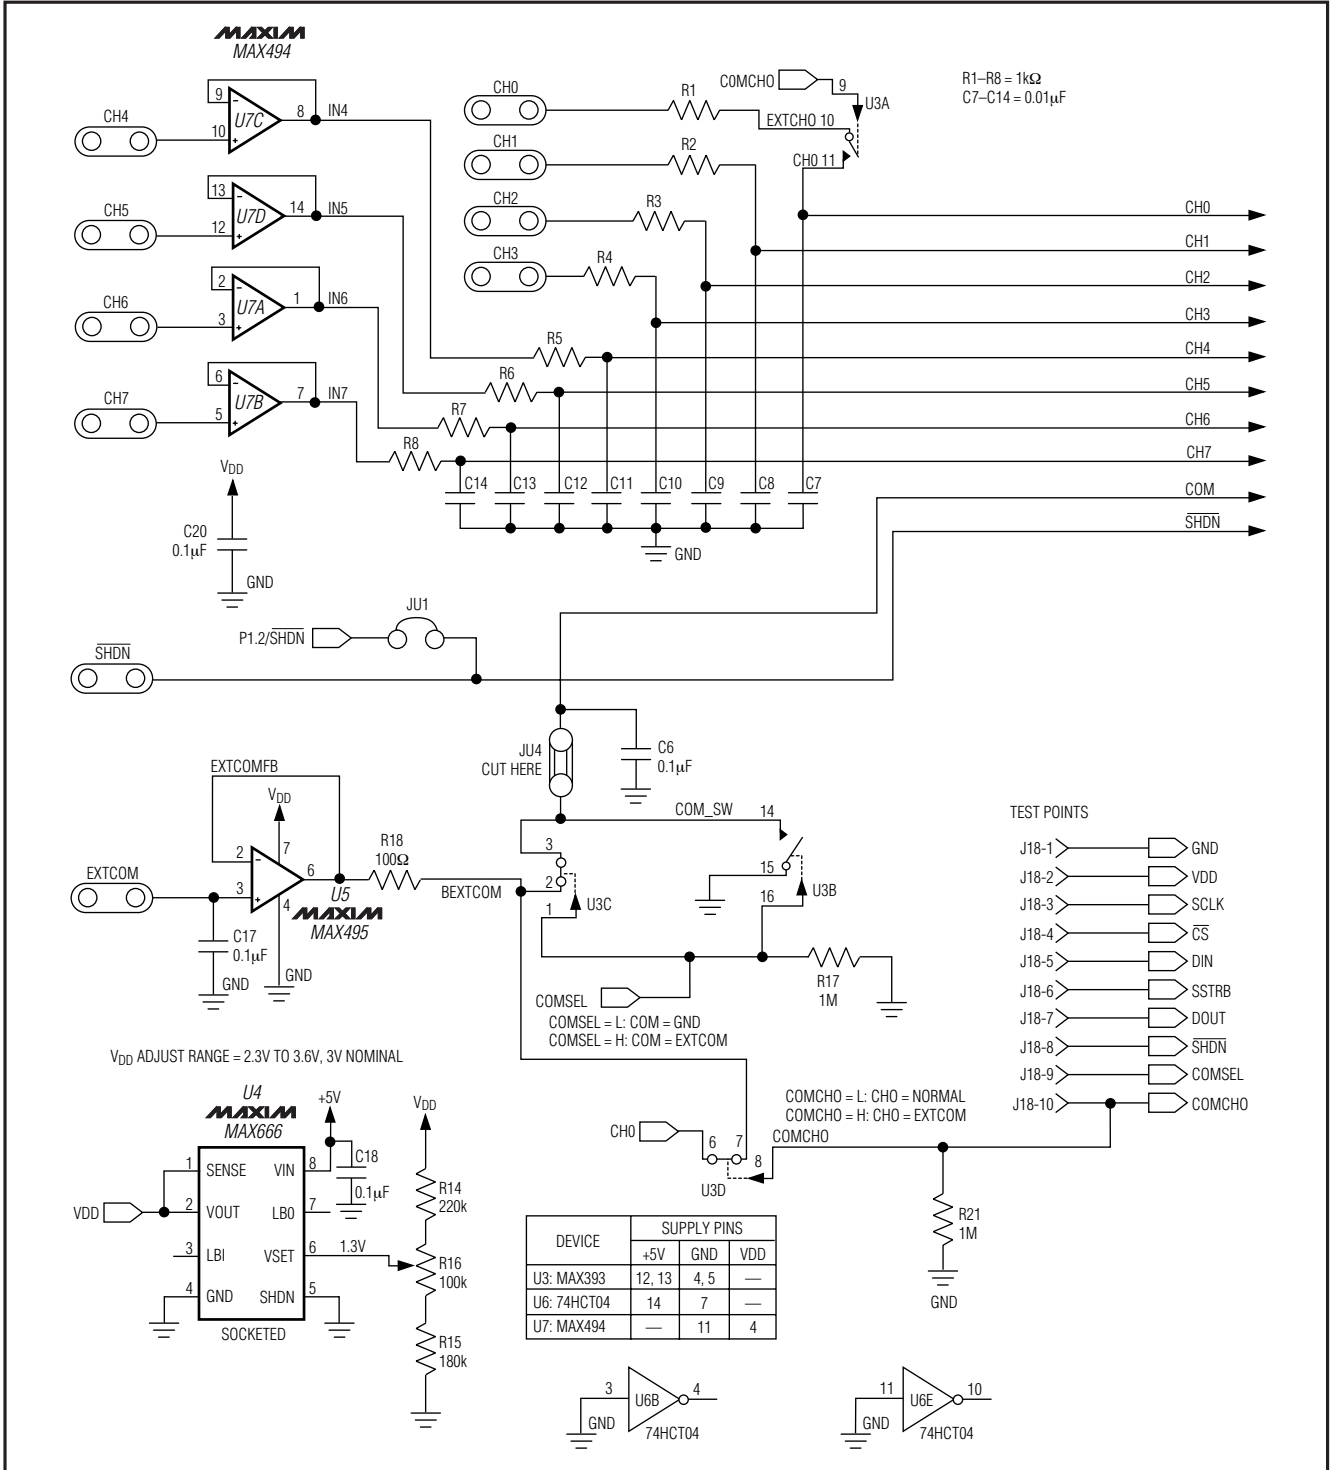 MAXIM
MAX494
CH4
9
10
-
+
U7C
8
IN4
CH5
13
12
-
+
U7D
14
IN5
CH6
2
3
-
+
U7A
1
IN6
CH7
6
5
-
+
U7B
7
IN7
CH0
R1
CH1
R2
CH2
R3
CH3
R4
COMCHO
9
U3A
EXTCHO 10
CH0 11
R1–R8 = 1kΩ
C7–C14 = 0.01µF
CH0
CH1
CH2
CH3
R5
CH4
R6
CH5
R7
CH6
R8
CH7
C14
C13
C12
C11
C10
C9
C8
C7
COM
SHDN
GND
VDD
C20
0.1µF
GND
JU1
P1.2/SHDN
SHDN
JU4
CUT HERE
C6
0.1µF
EXTCOMFB
VDD
EXTCOM
2
3
-
+
7
6
4
U5
MAXIM
MAX495
R18
100Ω
C17
0.1µF
GND
GND
BEXTCOM
COM_SW
14
3
2
1
U3C
15
16
U3B
R17
1M
COMSEL
COMSEL = L: COM = GND
COMSEL = H: COM = EXTCOM
TEST POINTS
J18-1 GND
J18-2 VDD
J18-3 SCLK
J18-4 CS
J18-5 DIN
J18-6 SSTRB
J18-7 DOUT
J18-8 SHDN
J18-9 COMSEL
J18-10 COMCHO
VDD ADJUST RANGE = 2.3V TO 3.6V, 3V NOMINAL
U4
MAXIM
MAX666
+5V
VDD
1 SENSE VIN 8
2 VOUT LBO 7
3 LBI VSET 6
4 GND SHDN 5
SOCKETED
VDD
C18
0.1µF
1.3V
R14
220k
R16
100k
R15
180k
COMCHO = L: CHO = NORMAL
COMCHO = H: CHO = EXTCOM
COMCHO
CH0
6
7
8
U3D
R21
1M
GND
DEVICE SUPPLY PINS
+5V GND VDD
U3: MAX393 12, 13 4, 5 —
U6: 74HCT04 14 7 —
U7: MAX494 — 11 4
3
U6B
4
GND
74HCT04
11
U6E
10
GND
74HCT04